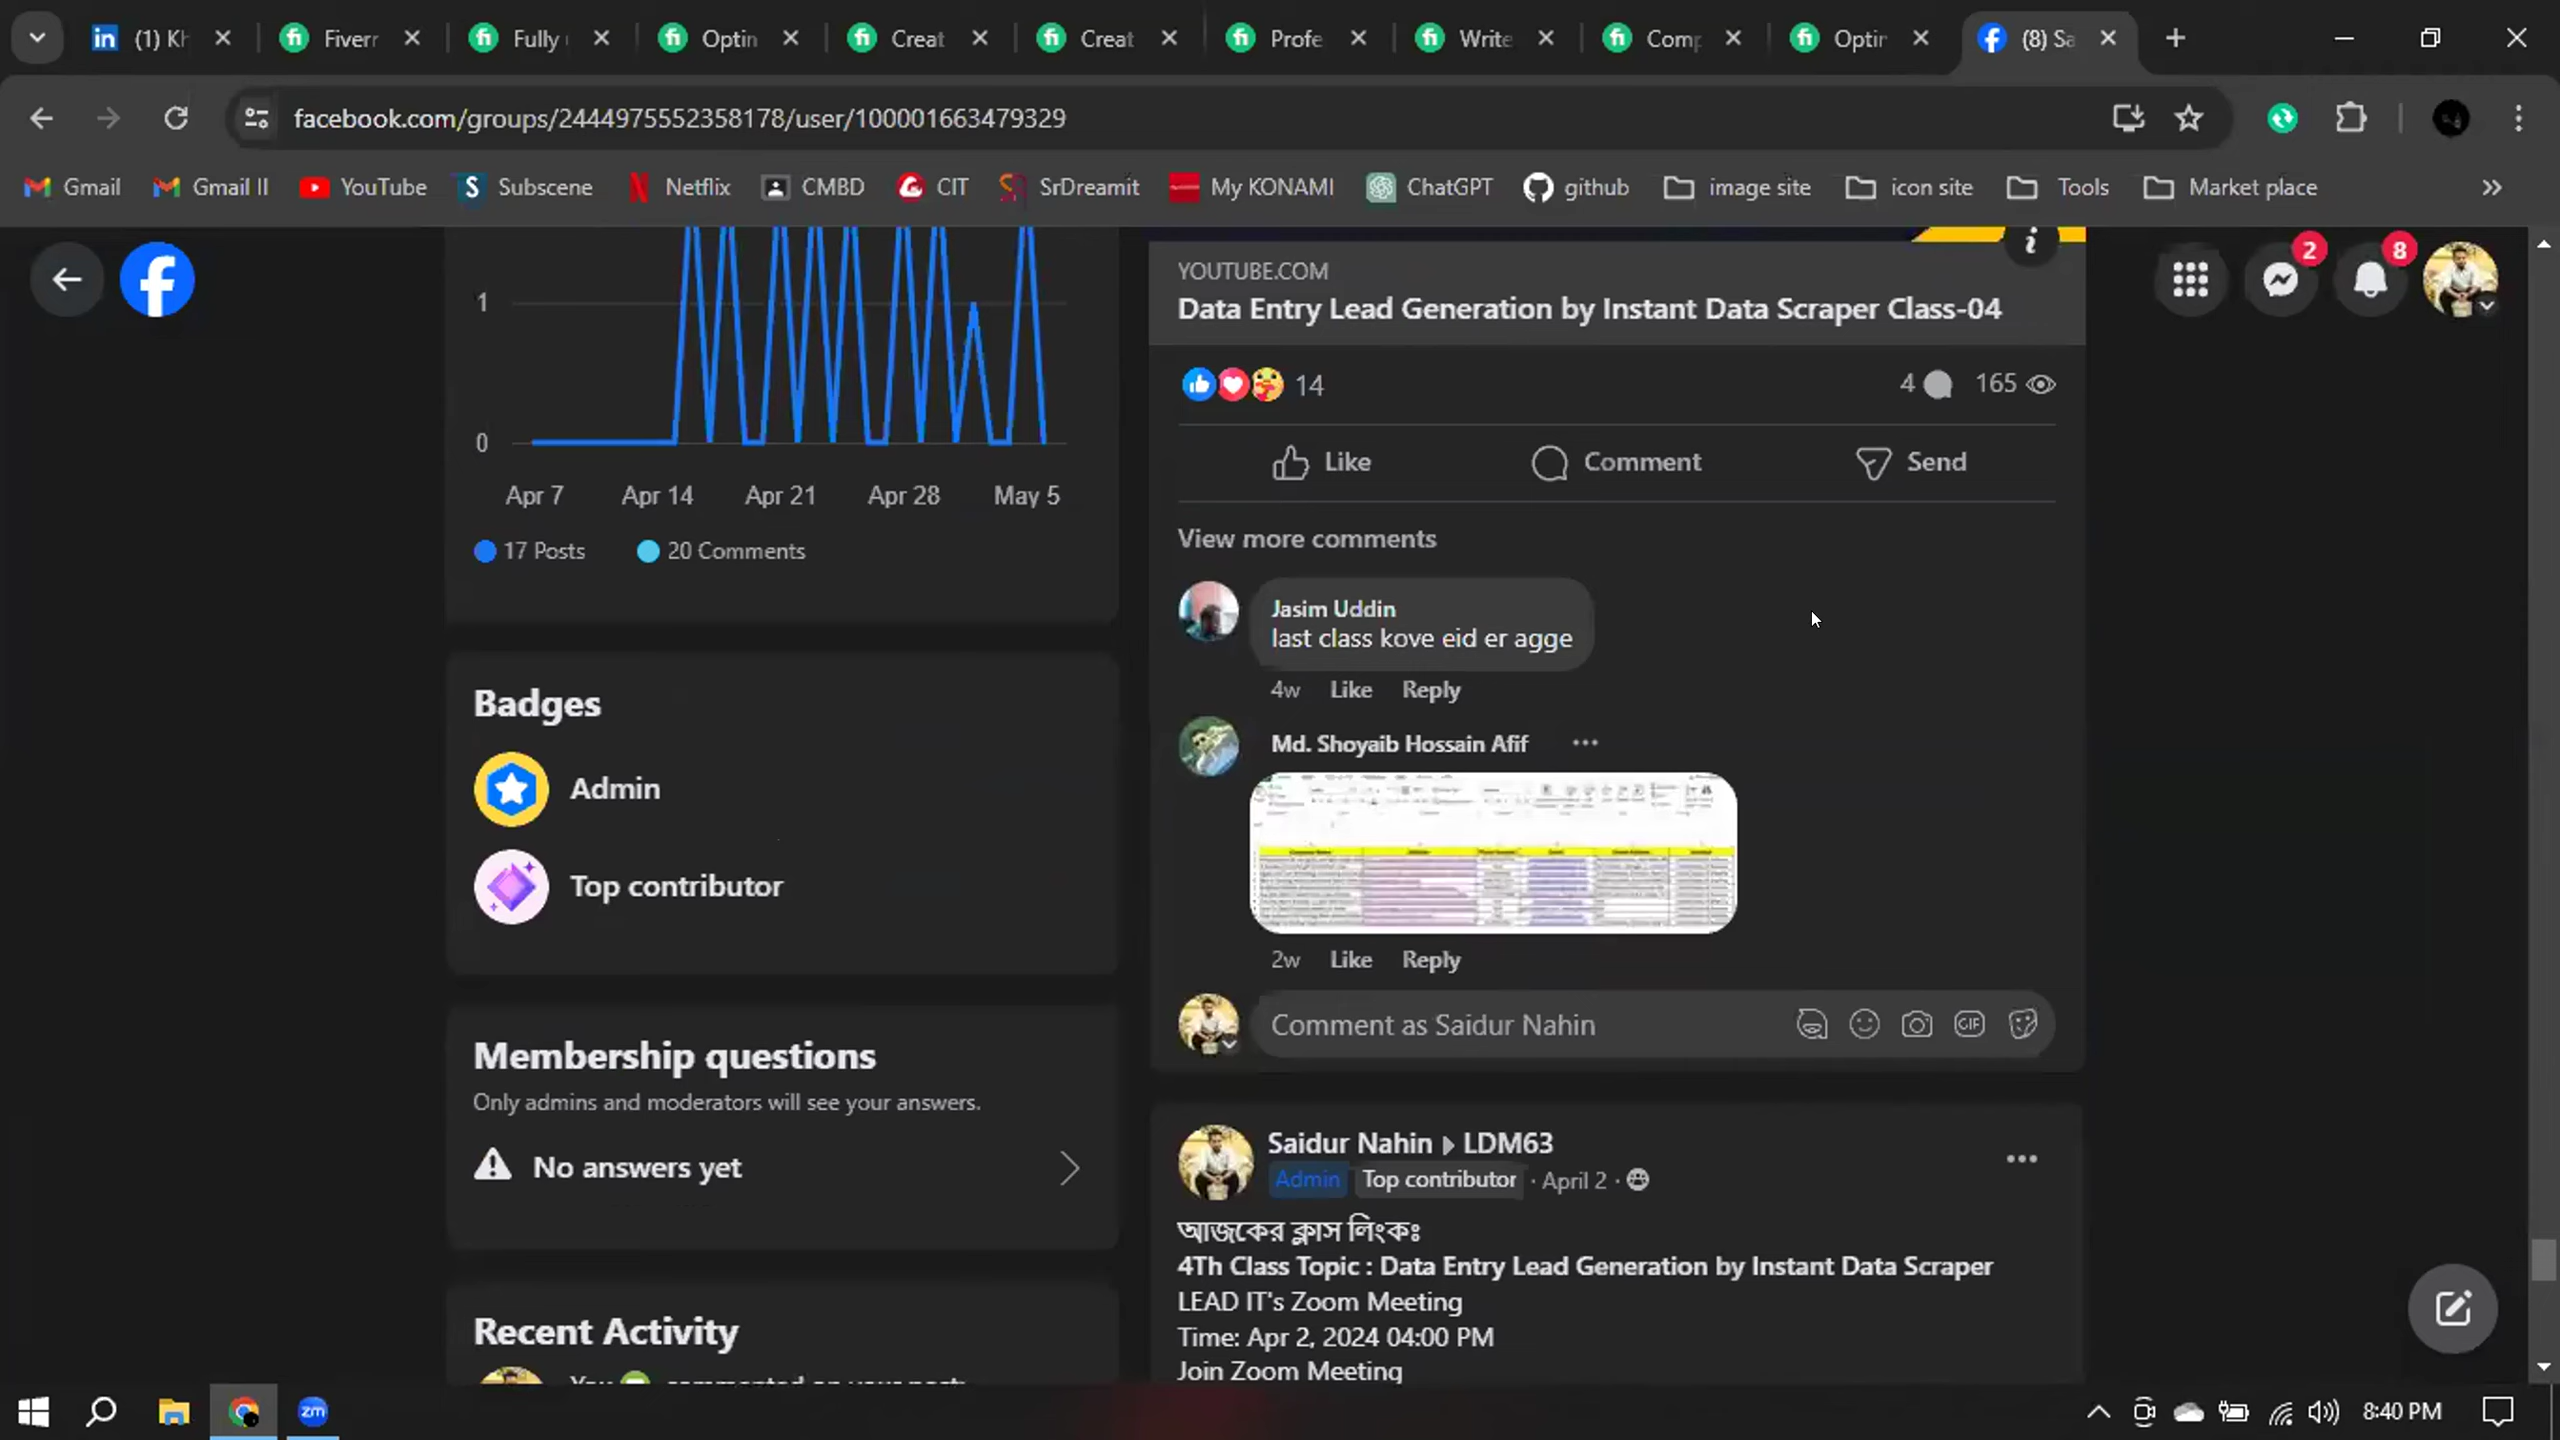 (1) Kh
Fiverr
Fully
Optin
Creat
Creat
Profe
Write
Comp
Optir
(8) Sa
facebook.com/groups/2444975552358178/user/100001663479329
Gmail
Gmail II
YouTube
Subscene
Netflix
CMBD
CIT
SrDreamit
My KONAMI
ChatGPT
github
image site
icon site
Tools
Market place
2
8
1
0
Apr 7 Apr 14 Apr 21 Apr 28 May 5
17 Posts 20 Comments
Badges
Admin
Top contributor
Membership questions
Only admins and moderators will see your answers.
No answers yet
Recent Activity
YOUTUBE.COM
Data Entry Lead Generation by Instant Data Scraper Class-04
14
4 165
Like Comment Send
View more comments
Jasim Uddin
last class kove eid er agge
4w Like Reply
Md. Shoyaib Hossain Afif
2w Like Reply
Comment as Saidur Nahin
GIF
Saidur Nahin LDM63
Admin Top contributor · April 2 ·
আজকের ক্লাস লিংকঃ
4Th Class Topic : Data Entry Lead Generation by Instant Data Scraper
LEAD IT's Zoom Meeting
Time: Apr 2, 2024 04:00 PM
Join Zoom Meeting
zm
8:40 PM